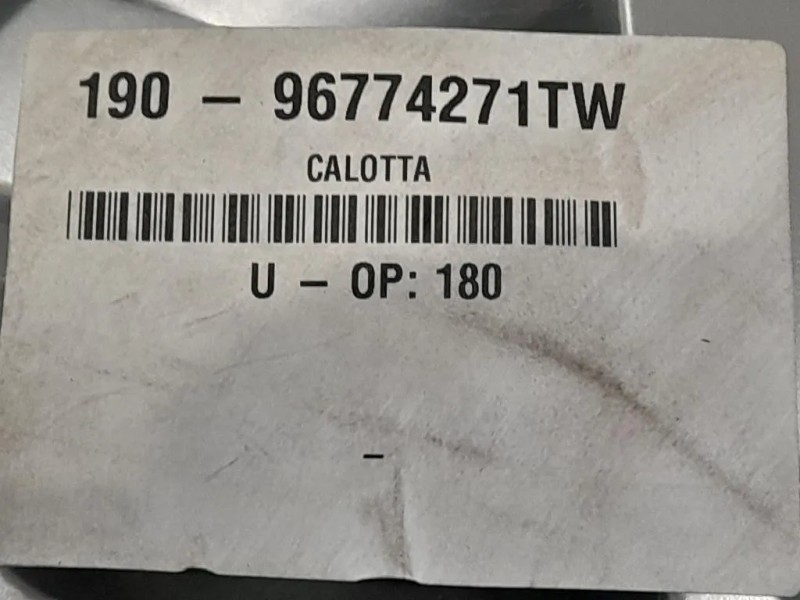 190 – 96774271TW
CALOTTA
U – OP: 180
–